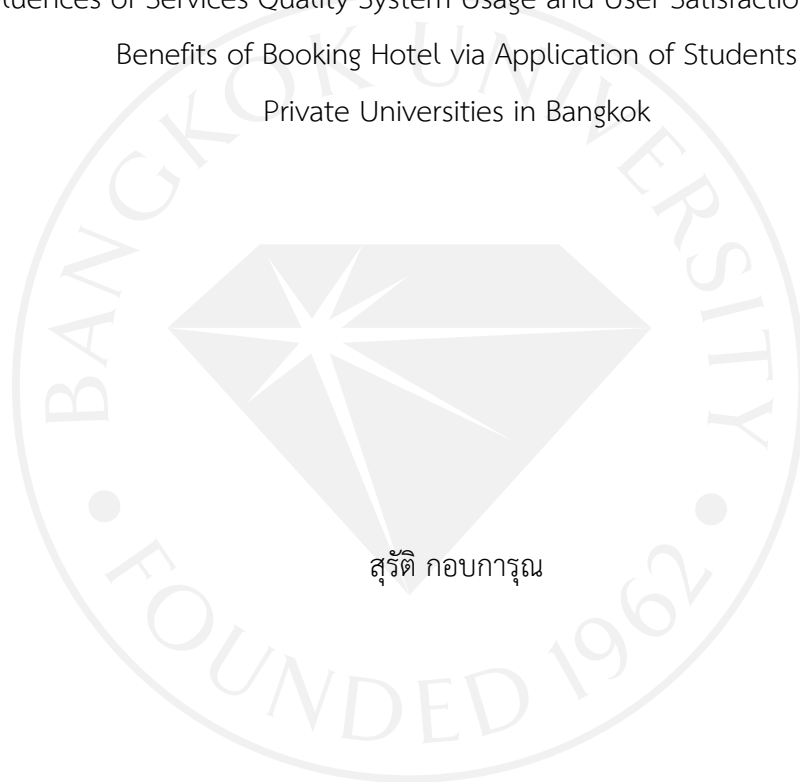 of Services Quality System Usage and User
Benefits of Booking Hotel via Application of Students
Private Universities in Bangkok
BANGKOK UNIVERSITY
สุรัติ กอบการุณ
• FOUNDED 1962 •